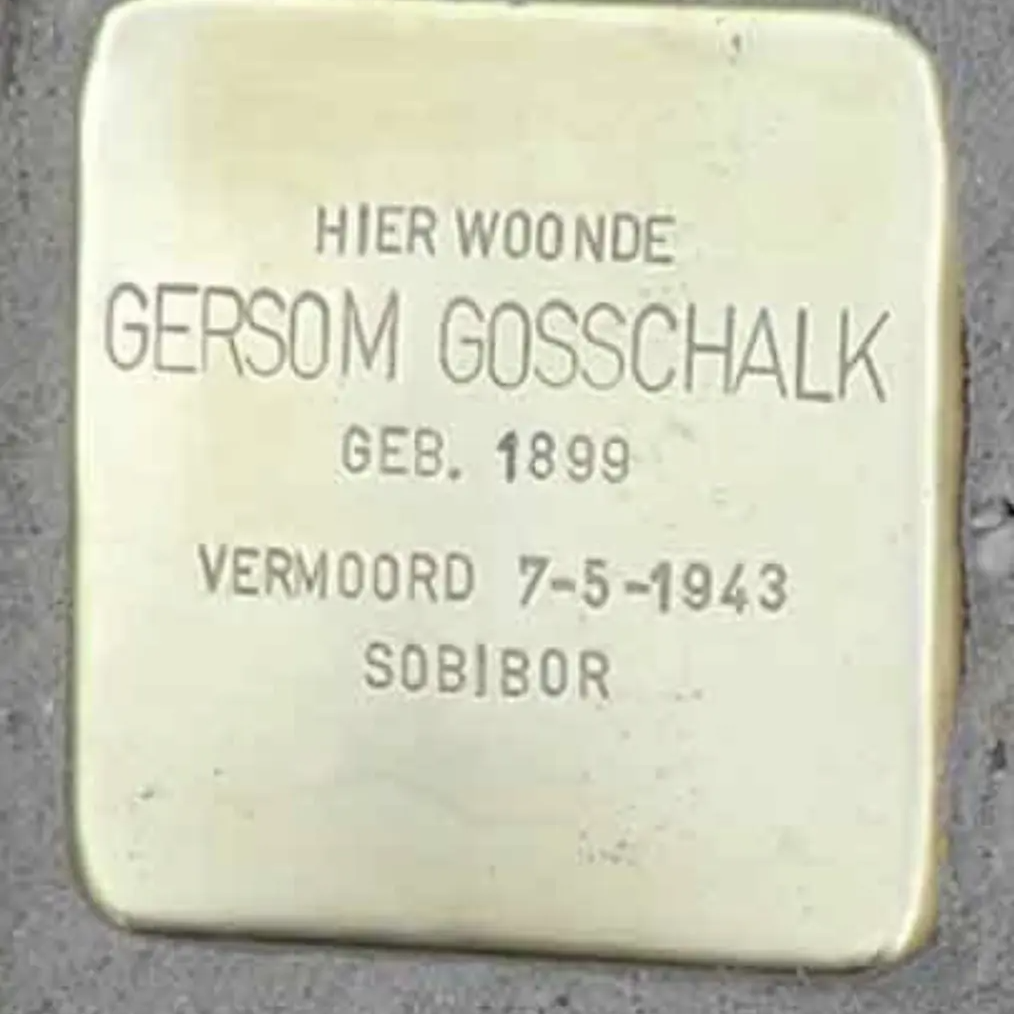 HIER WOONDE
GERSOM GOSSCHALK
GEB. 1899
VERMOORD 7-5-1943
SOBIBOR